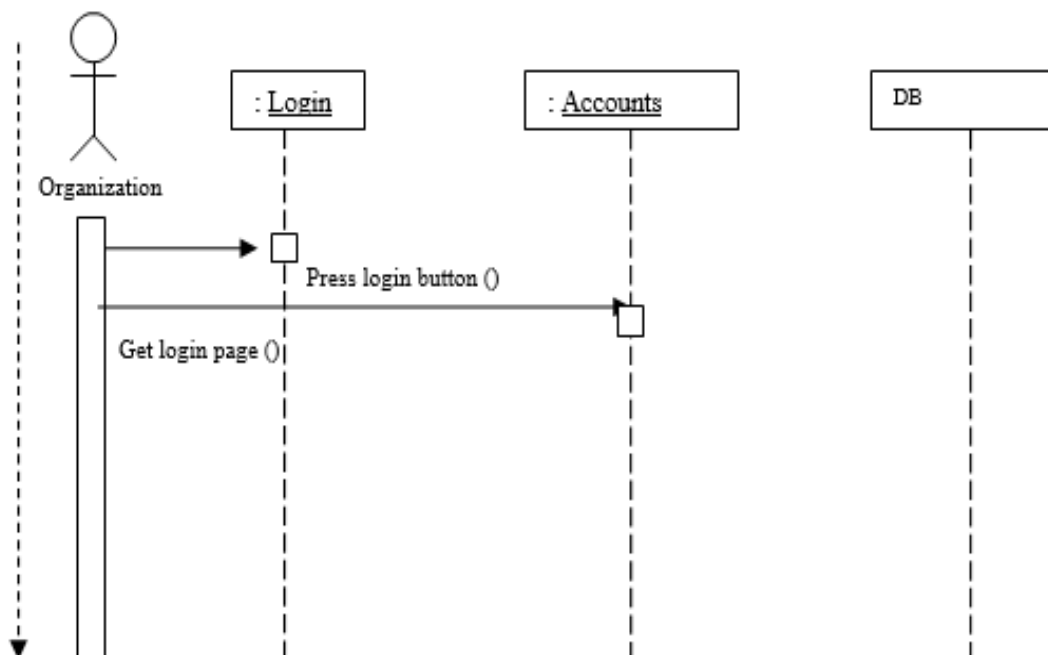 : Login
: Accounts
DB
Organization
Press login button ()
Get login page ()